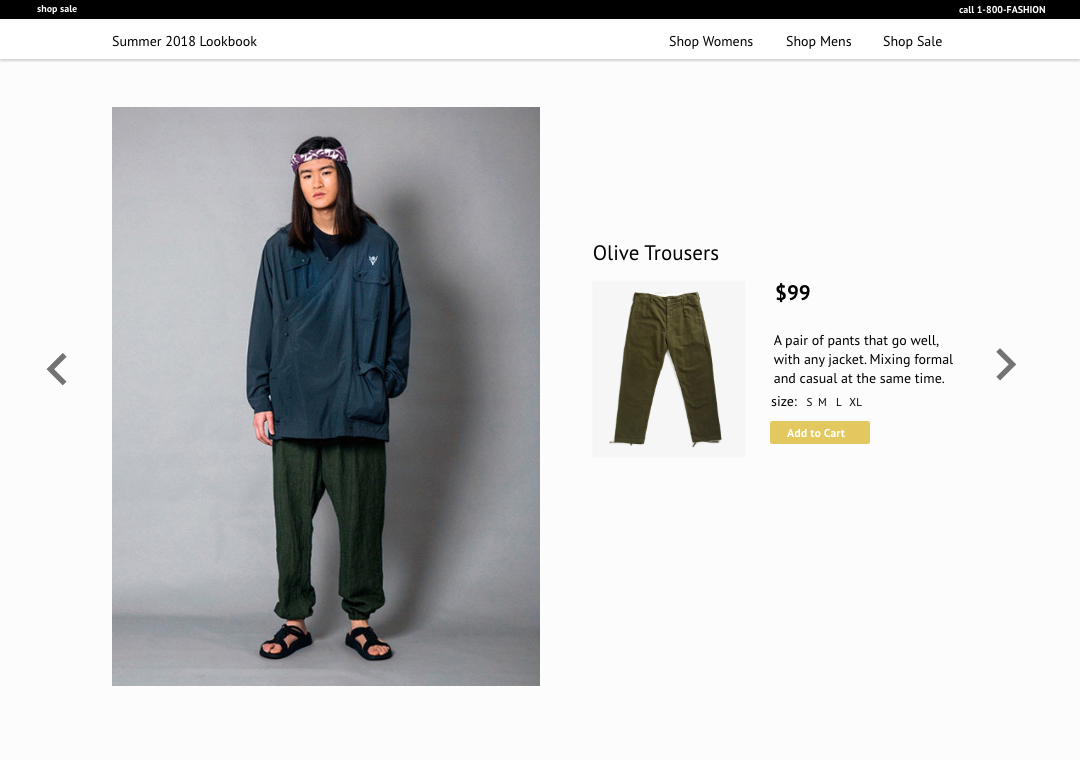 shop sale
call 1-800-FASHION
Summer 2018 Lookbook
Shop Womens
Shop Mens
Shop Sale
Olive Trousers
$99
A pair of pants that go well,
with any jacket. Mixing formal
and casual at the same time.
size: S M L XL
Add to Cart